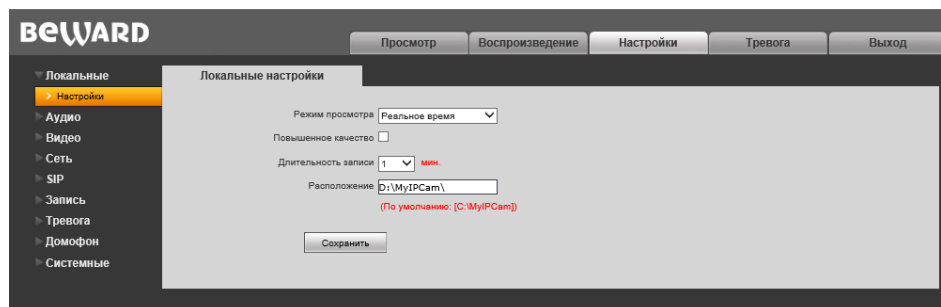 BEWARD
Просмотр Воспроизведение Настройки Тревога Выход
Локальные
Настройки
Аудио
Видео
Сеть
SIP
Запись
Тревога
Домофон
Системные
Локальные настройки
Режим просмотра Реальное время
Повышенное качество
Длительность записи 1 мин.
Расположение D:\MyIPCam\
(По умолчанию: [C:\MyIPCam])
Сохранить